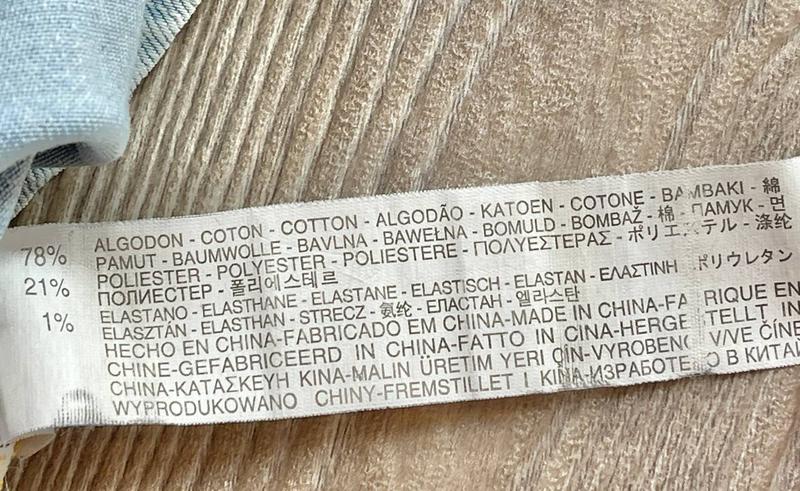 78% ALGODON - COTON - COTTON - ALGODÃO - KATOEN - COTONE - BAMBAKI - 綿
PAMUT - BAUMWOLLE - BAVLNA - BAWEŁNA - BOMULD - BOMBAŽ - 棉 - ПАМУК - 면
21% POLIESTER - POLYESTER - POLIESTERE - ΠΟΛΥΕΣΤΕΡΑΣ - ポリエステル - 涤纶
ПОЛИЕСТЕР - 폴리에스테르
1% ELASTANO - ELASTHANE - ELASTANE - ELASTISCH - ELASTAN - ΕΛΑΣΤΙΝΗ ポリウレタン
ELASZTÁN - ELASTHAN - STRECZ - 氨纶 - ЕЛАСТАН - 엘라스탄
HECHO EN CHINA-FABRICADO EM CHINA-MADE IN CHINA-FA RIQUE EN
CHINE-GEFABRICEERD IN CHINA-FATTO IN CINA-HERGE TELLT IN
CHINA-ΚΑΤΑΣΚΕΥΗ ΚΙΝΑ-MALIN ÜRETIM YERI ÇIN-VYROBENO V/VE ČÍNE
WYPRODUKOWANO CHINY-FREMSTILLET I KINA-ИЗРАБОТЕНО В КИТАЙ